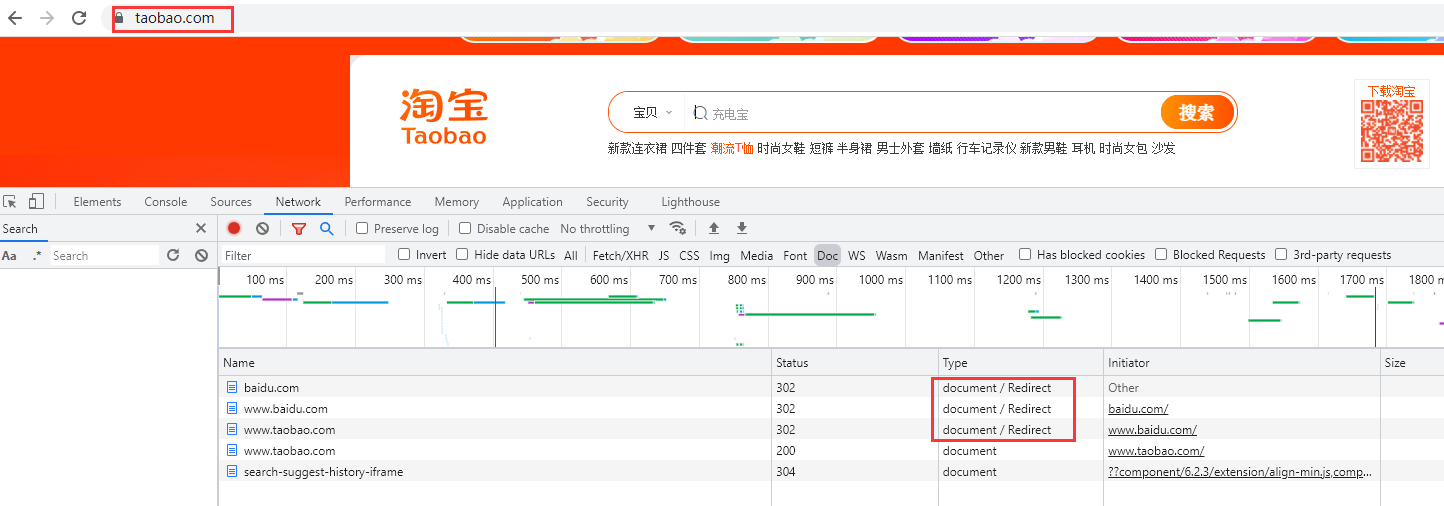 taobao.com
淘宝
Taobao
宝贝 充电宝 搜索
下载淘宝
新款连衣裙 四件套 潮流T恤 时尚女鞋 短裤 半身裙 男士外套 墙纸 行车记录仪 新款男鞋 耳机 时尚女包 沙发
Elements Console Sources Network Performance Memory Application Security Lighthouse
Search Preserve log Disable cache No throttling
Aa .* Search Filter Invert Hide data URLs All Fetch/XHR JS CSS Img Media Font Doc WS Wasm Manifest Other Has blocked cookies Blocked Requests 3rd-party requests
100 ms 200 ms 300 ms 400 ms 500 ms 600 ms 700 ms 800 ms 900 ms 1000 ms 1100 ms 1200 ms 1300 ms 1400 ms 1500 ms 1600 ms 1700 ms 1800
Name Status Type Initiator Size
baidu.com 302 document / Redirect Other
www.baidu.com 302 document / Redirect baidu.com/
www.taobao.com 302 document / Redirect www.baidu.com/
www.taobao.com 200 document www.taobao.com/
search-suggest-history-iframe 304 document ??component/6.2.3/extension/align-min.js,comp...